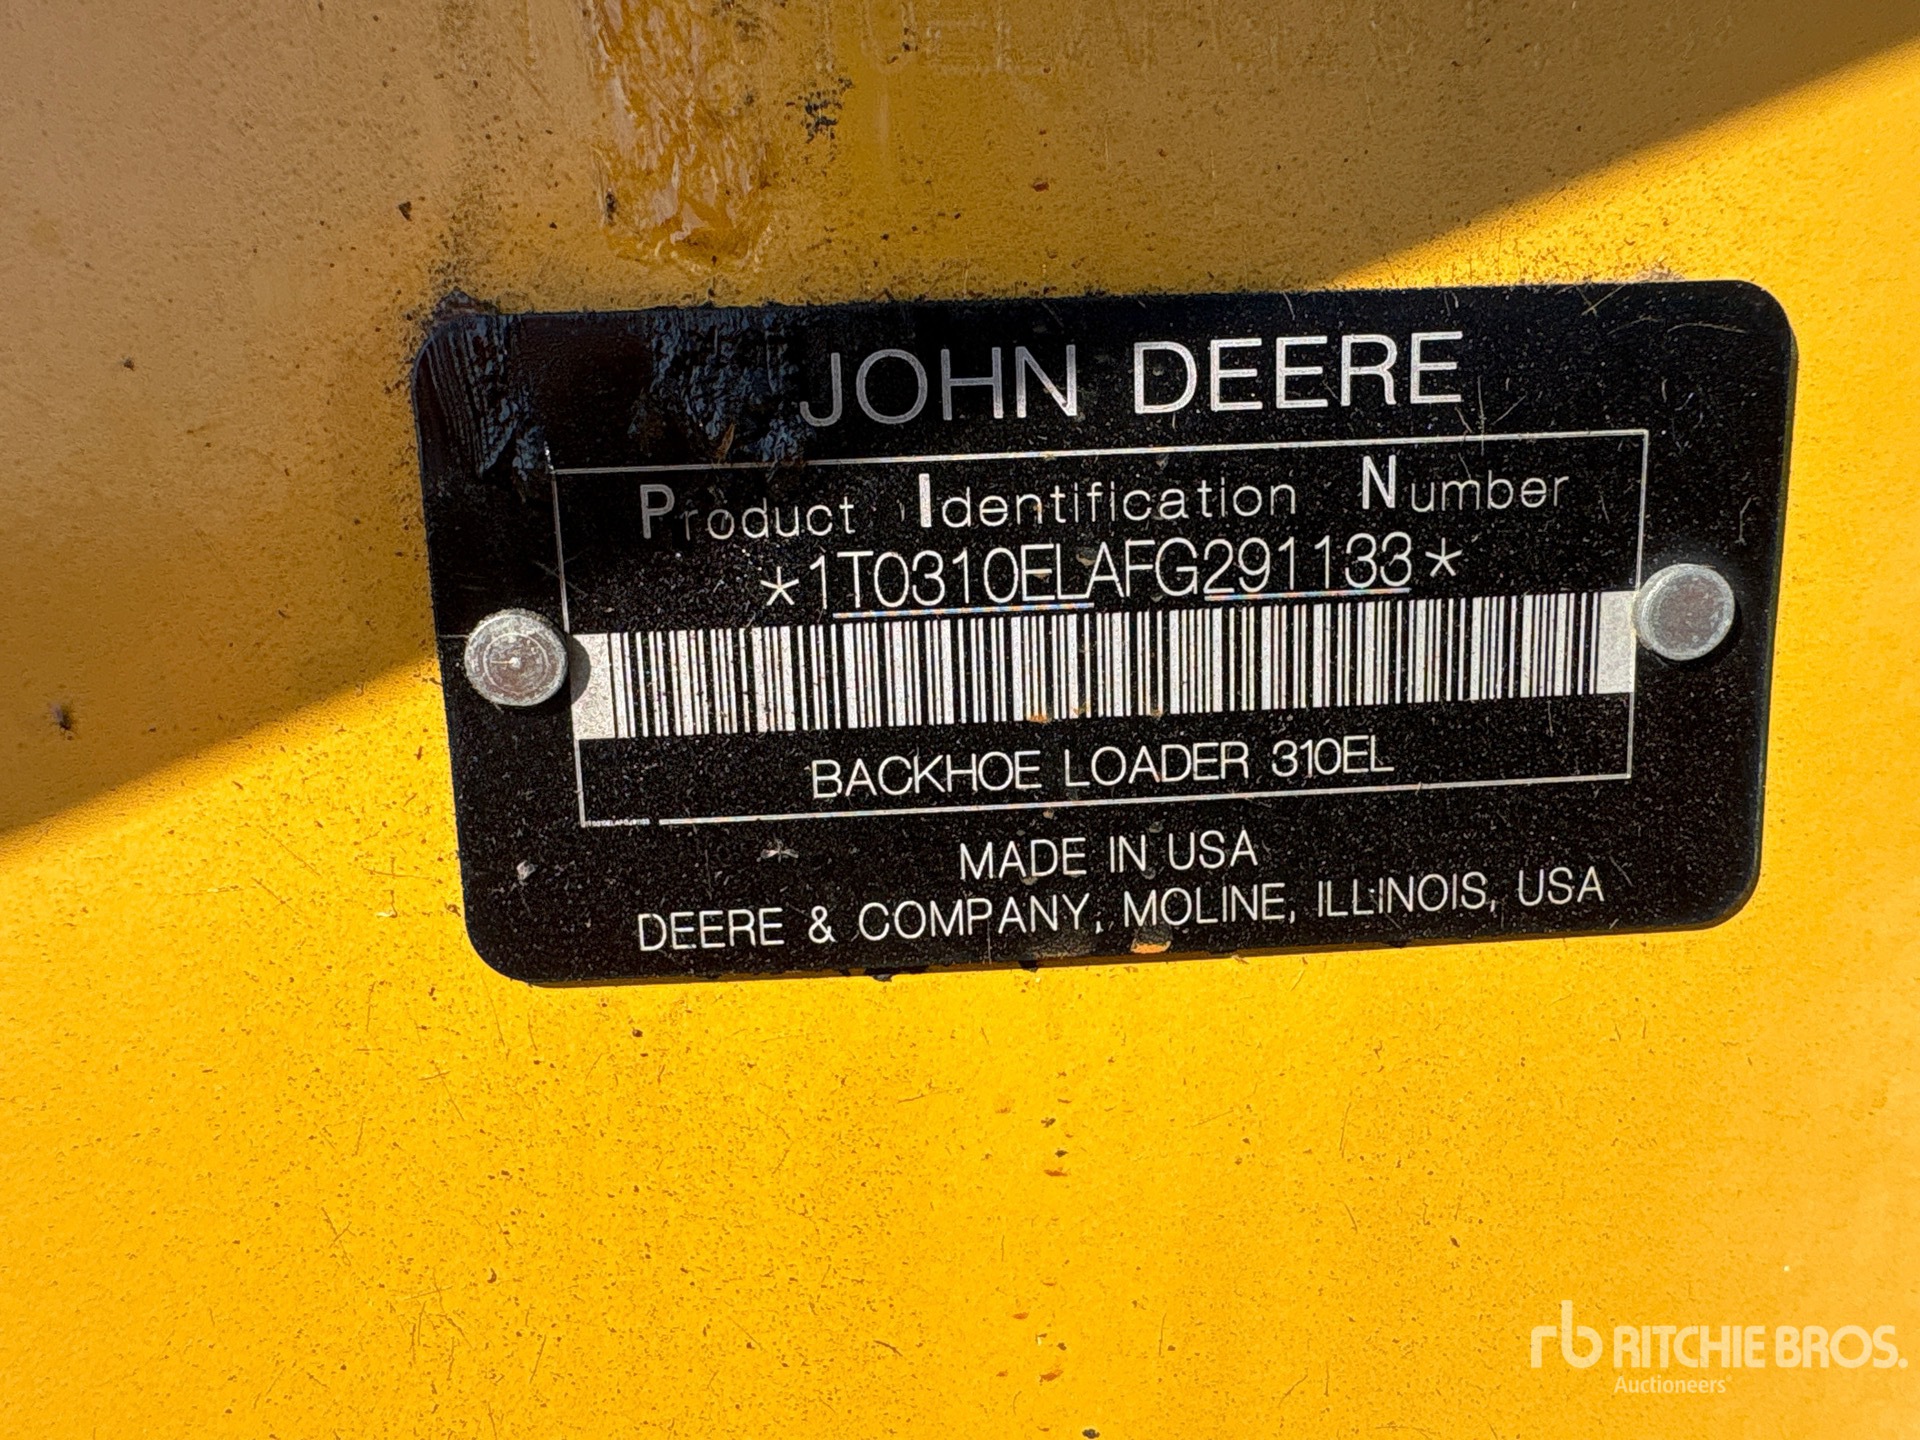 JOHN DEERE
Product Identification Number
*1T0310ELAFG291133*
BACKHOE LOADER 310EL
MADE IN USA
DEERE & COMPANY, MOLINE, ILLINOIS, USA
rb RITCHIE BROS.
Auctioneers